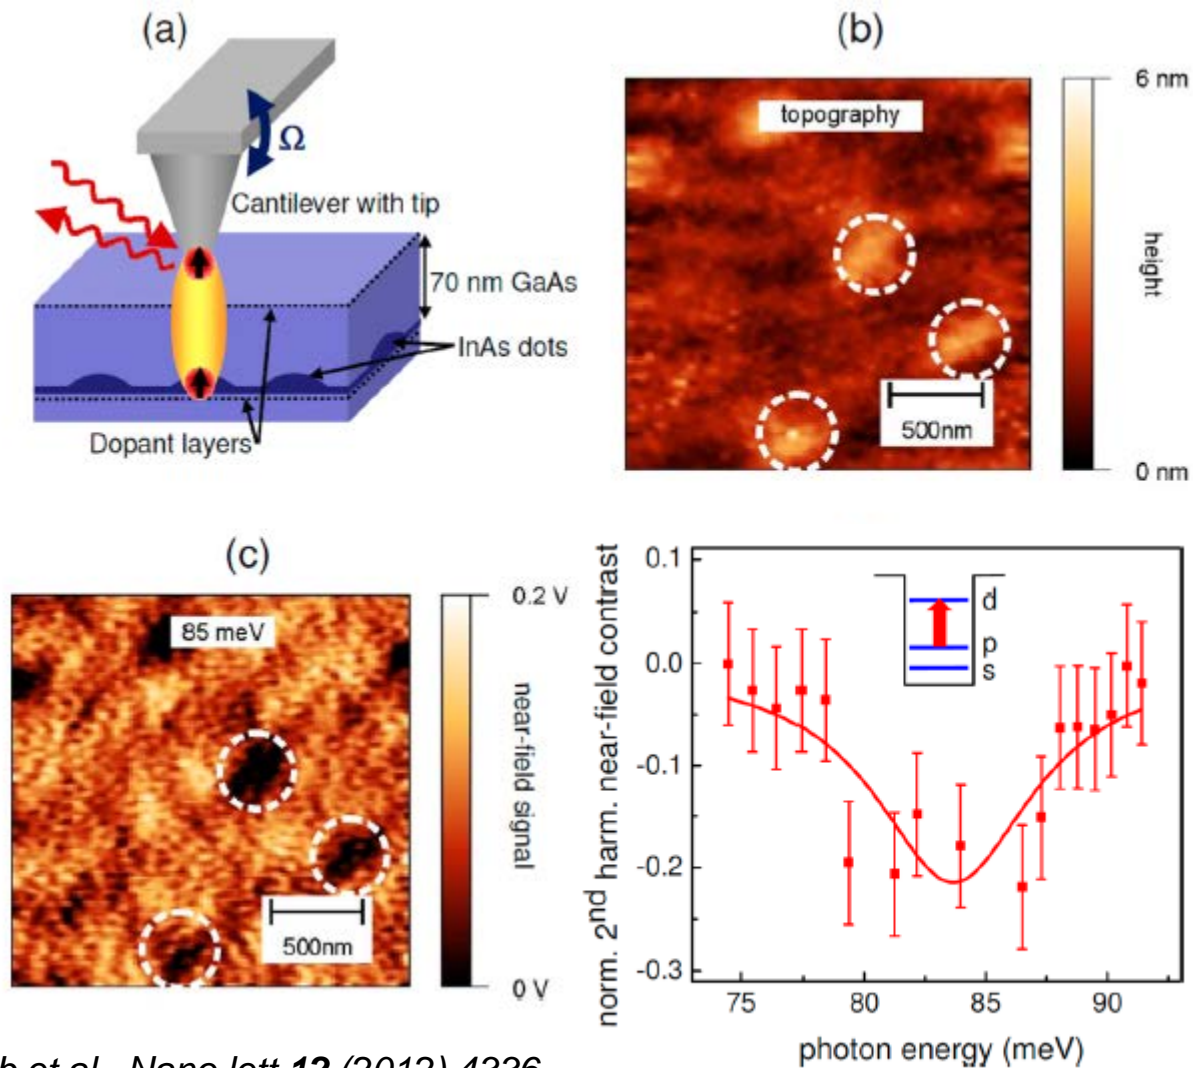 (a)
Ω
Cantilever with tip
70 nm GaAs
InAs dots
Dopant layers
(b)
topography
500nm
6 nm
height
0 nm
(c)
85 meV
500nm
0.2 V
near-field signal
0 V
norm. 2nd harm. near-field contrast
0.1
0.0
-0.1
-0.2
-0.3
d
p
s
75
80
85
90
photon energy (meV)
et al., Nano lett 12 (2012) 4336